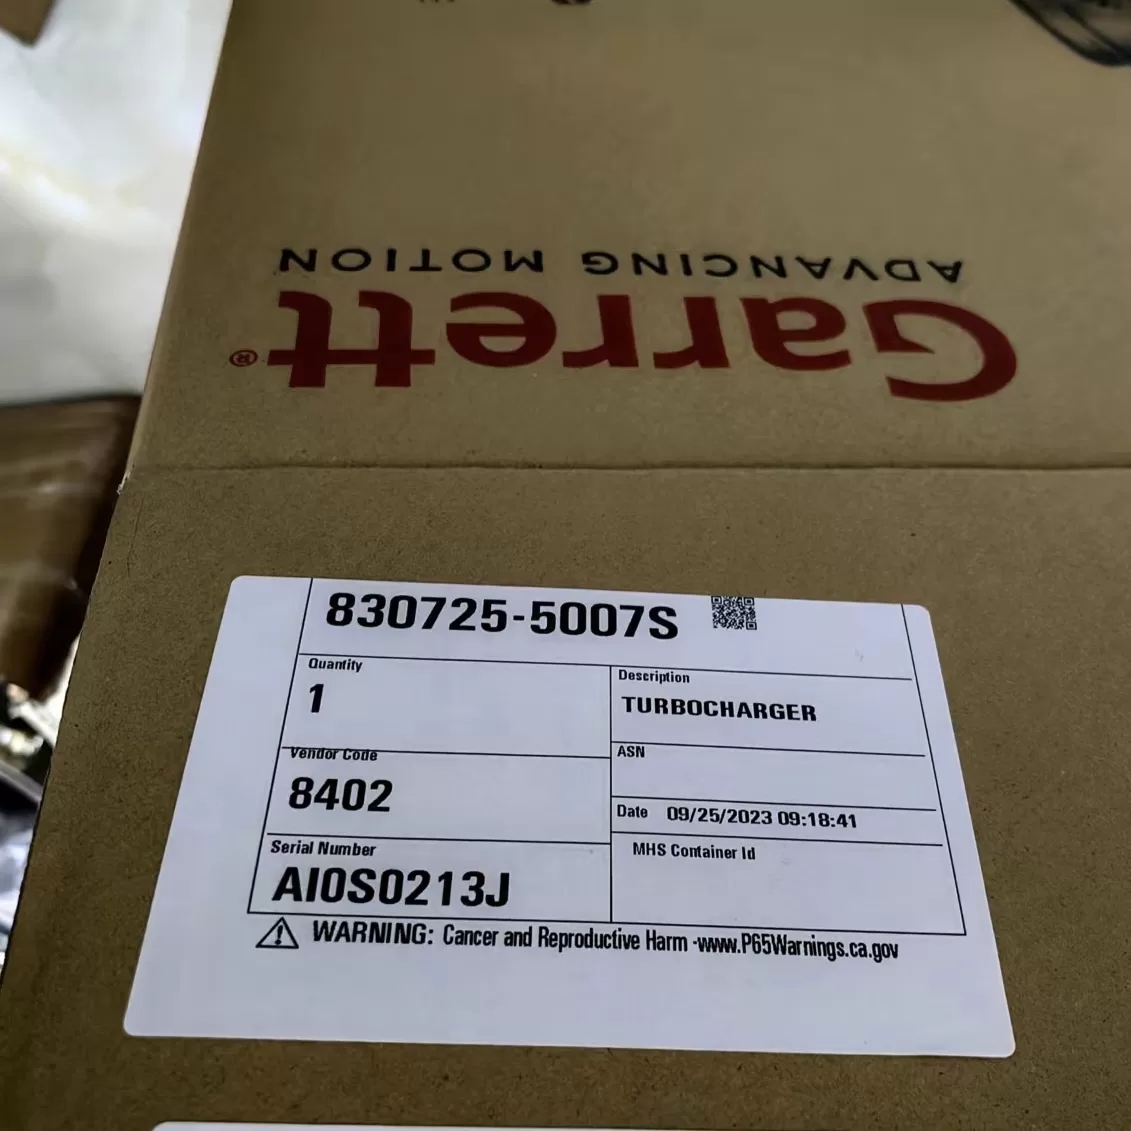 ADVANCING MOTION
Garrett®
830725-5007S
Quantity
1
Description
TURBOCHARGER
Vendor Code
8402
ASN
Date 09/25/2023 09:18:41
Serial Number
AI0S0213J
MHS Container Id
WARNING: Cancer and Reproductive Harm -www.P65Warnings.ca.gov